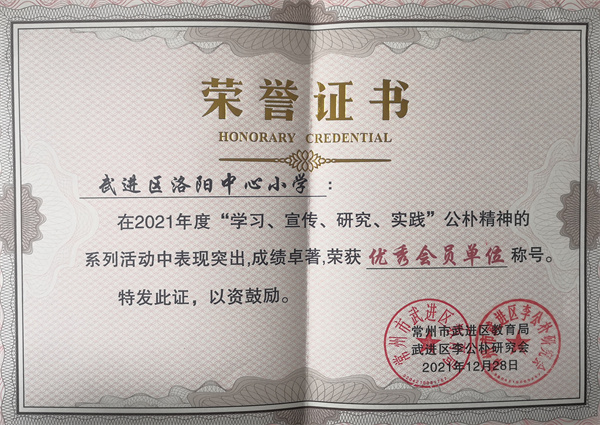 荣誉证书
HONORARY CREDENTIAL
武进区洛阳中心小学：
在2021年度“学习、宣传、研究、实践”公朴精神的
系列活动中表现突出,成绩卓著,荣获 优秀会员单位 称号。
特发此证，以资鼓励。
常州市武进区教育局
武进区李公朴研究会
2021年12月28日